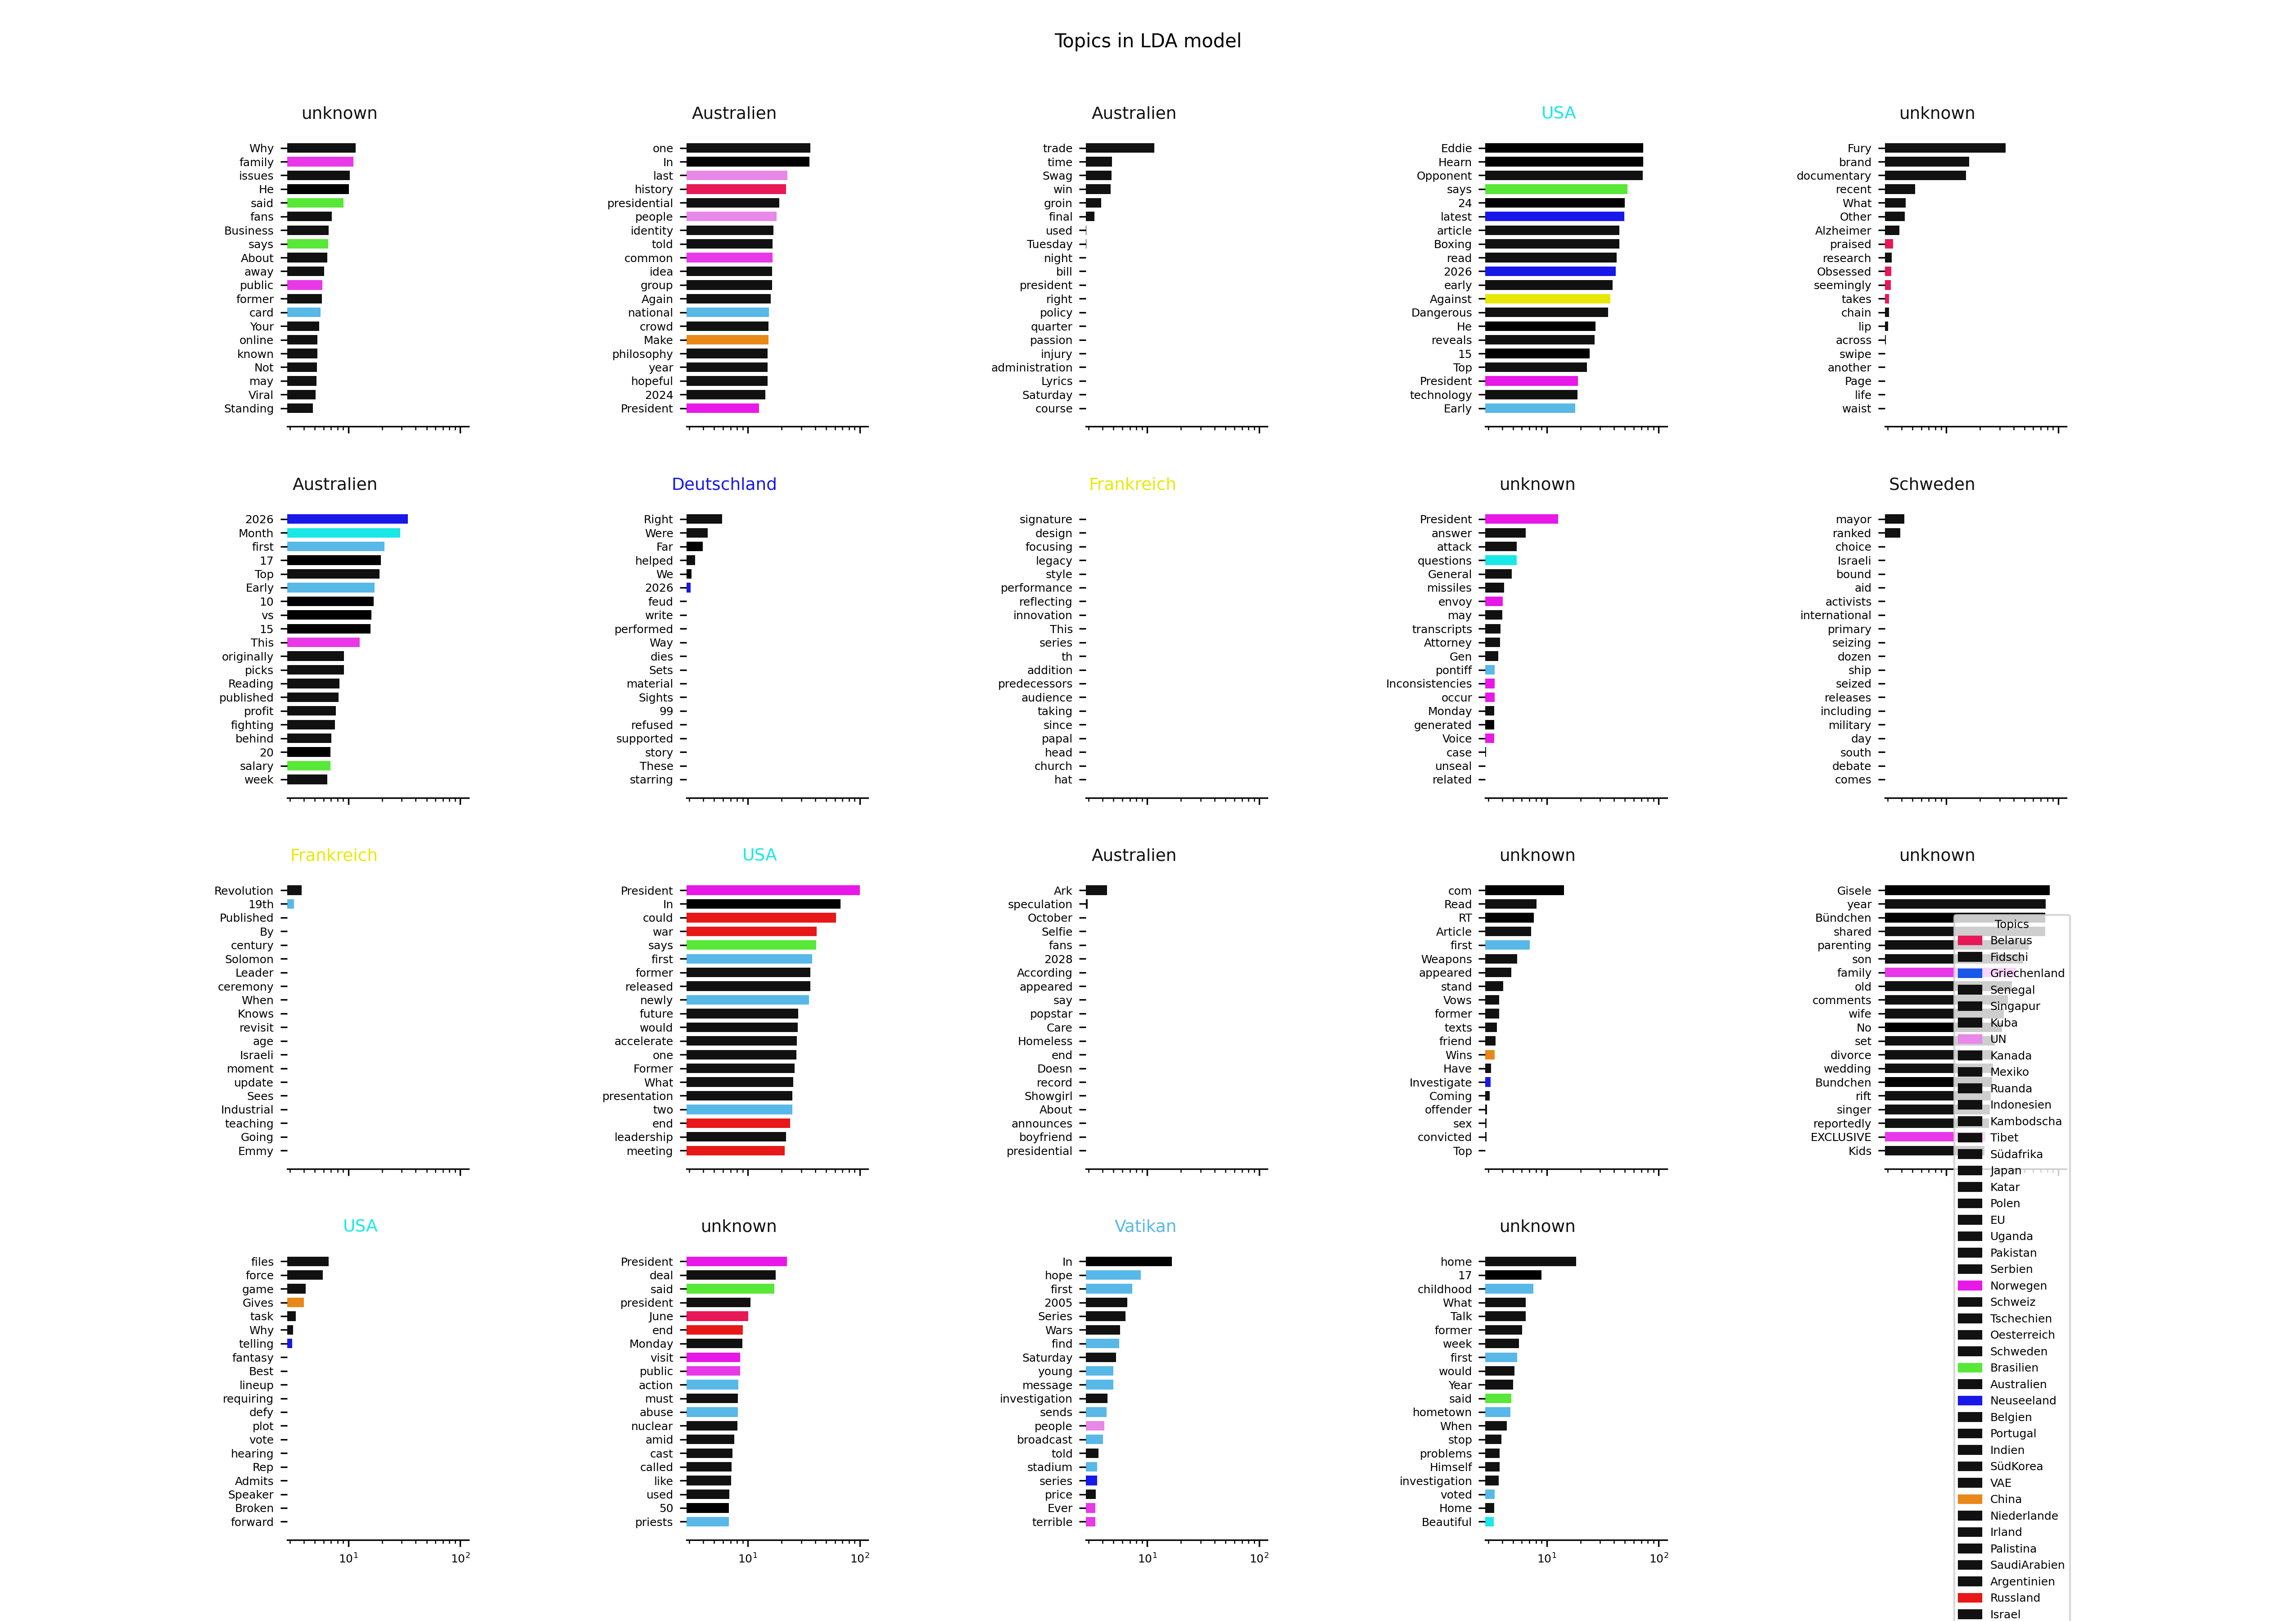 Topics in LDA model
unknown
Why
family
issues
He
said
fans
Business
says
About
away
public
former
card
Your
online
known
Not
may
Viral
Standing
Australien
one
In
last
history
presidential
people
identity
told
common
idea
group
Again
national
crowd
Make
philosophy
year
hopeful
2024
President
Australien
trade
time
Swag
win
groin
final
used
Tuesday
night
bill
president
right
policy
quarter
passion
injury
administration
Lyrics
Saturday
course
USA
Eddie
Hearn
Opponent
says
24
latest
article
Boxing
read
2026
early
Against
Dangerous
He
reveals
15
Top
President
technology
Early
unknown
Fury
brand
documentary
recent
What
Other
Alzheimer
praised
research
Obsessed
seemingly
takes
chain
lip
across
swipe
another
Page
life
waist
Australien
2026
Month
first
17
Top
Early
10
vs
15
This
originally
picks
Reading
published
profit
fighting
behind
20
salary
week
Deutschland
Right
Were
Far
helped
We
2026
feud
write
performed
Way
dies
Sets
material
Sights
99
refused
supported
story
These
starring
Frankreich
signature
design
focusing
legacy
style
performance
reflecting
innovation
This
series
th
addition
predecessors
audience
taking
since
papal
head
church
hat
unknown
President
answer
attack
questions
General
missiles
envoy
may
transcripts
Attorney
Gen
pontiff
Inconsistencies
occur
Monday
generated
Voice
case
unseal
related
Schweden
mayor
ranked
choice
Israeli
bound
aid
activists
international
primary
seizing
dozen
ship
seized
releases
including
military
day
south
debate
comes
Frankreich
Revolution
19th
Published
By
century
Solomon
Leader
ceremony
When
Knows
revisit
age
Israeli
moment
update
Sees
Industrial
teaching
Going
Emmy
USA
President
In
could
war
says
first
former
released
newly
future
would
accelerate
one
Former
What
presentation
two
end
leadership
meeting
Australien
Ark
speculation
October
Selfie
fans
2028
According
appeared
say
popstar
Care
Homeless
end
Doesn
record
Showgirl
About
announces
boyfriend
presidential
unknown
com
Read
RT
Article
first
Weapons
appeared
stand
Vows
former
texts
friend
Wins
Have
Investigate
Coming
offender
sex
convicted
Top
unknown
Gisele
year
Bündchen
shared
parenting
son
family
old
comments
wife
No
set
divorce
wedding
Bundchen
rift
singer
reportedly
EXCLUSIVE
Kids
USA
files
force
game
Gives
task
Why
telling
fantasy
Best
lineup
requiring
defy
plot
vote
hearing
Rep
Admits
Speaker
Broken
forward
10¹ 10²
unknown
President
deal
said
president
June
end
Monday
visit
public
action
must
abuse
nuclear
amid
cast
called
like
used
50
priests
10¹ 10²
Vatikan
In
hope
first
2005
Series
Wars
find
Saturday
young
message
investigation
sends
people
broadcast
told
stadium
series
price
Ever
terrible
10¹ 10²
unknown
home
17
childhood
What
Talk
former
week
first
would
Year
said
hometown
When
stop
problems
Himself
investigation
voted
Home
Beautiful
10¹ 10²
Topics
Belarus
Fidschi
Griechenland
Senegal
Singapur
Kuba
UN
Kanada
Mexiko
Ruanda
Indonesien
Kambodscha
Tibet
Südafrika
Japan
Katar
Polen
EU
Uganda
Pakistan
Serbien
Norwegen
Schweiz
Tschechien
Oesterreich
Schweden
Brasilien
Australien
Neuseeland
Belgien
Portugal
Indien
SüdKorea
VAE
China
Niederlande
Irland
Palistina
SaudiArabien
Argentinien
Russland
Israel